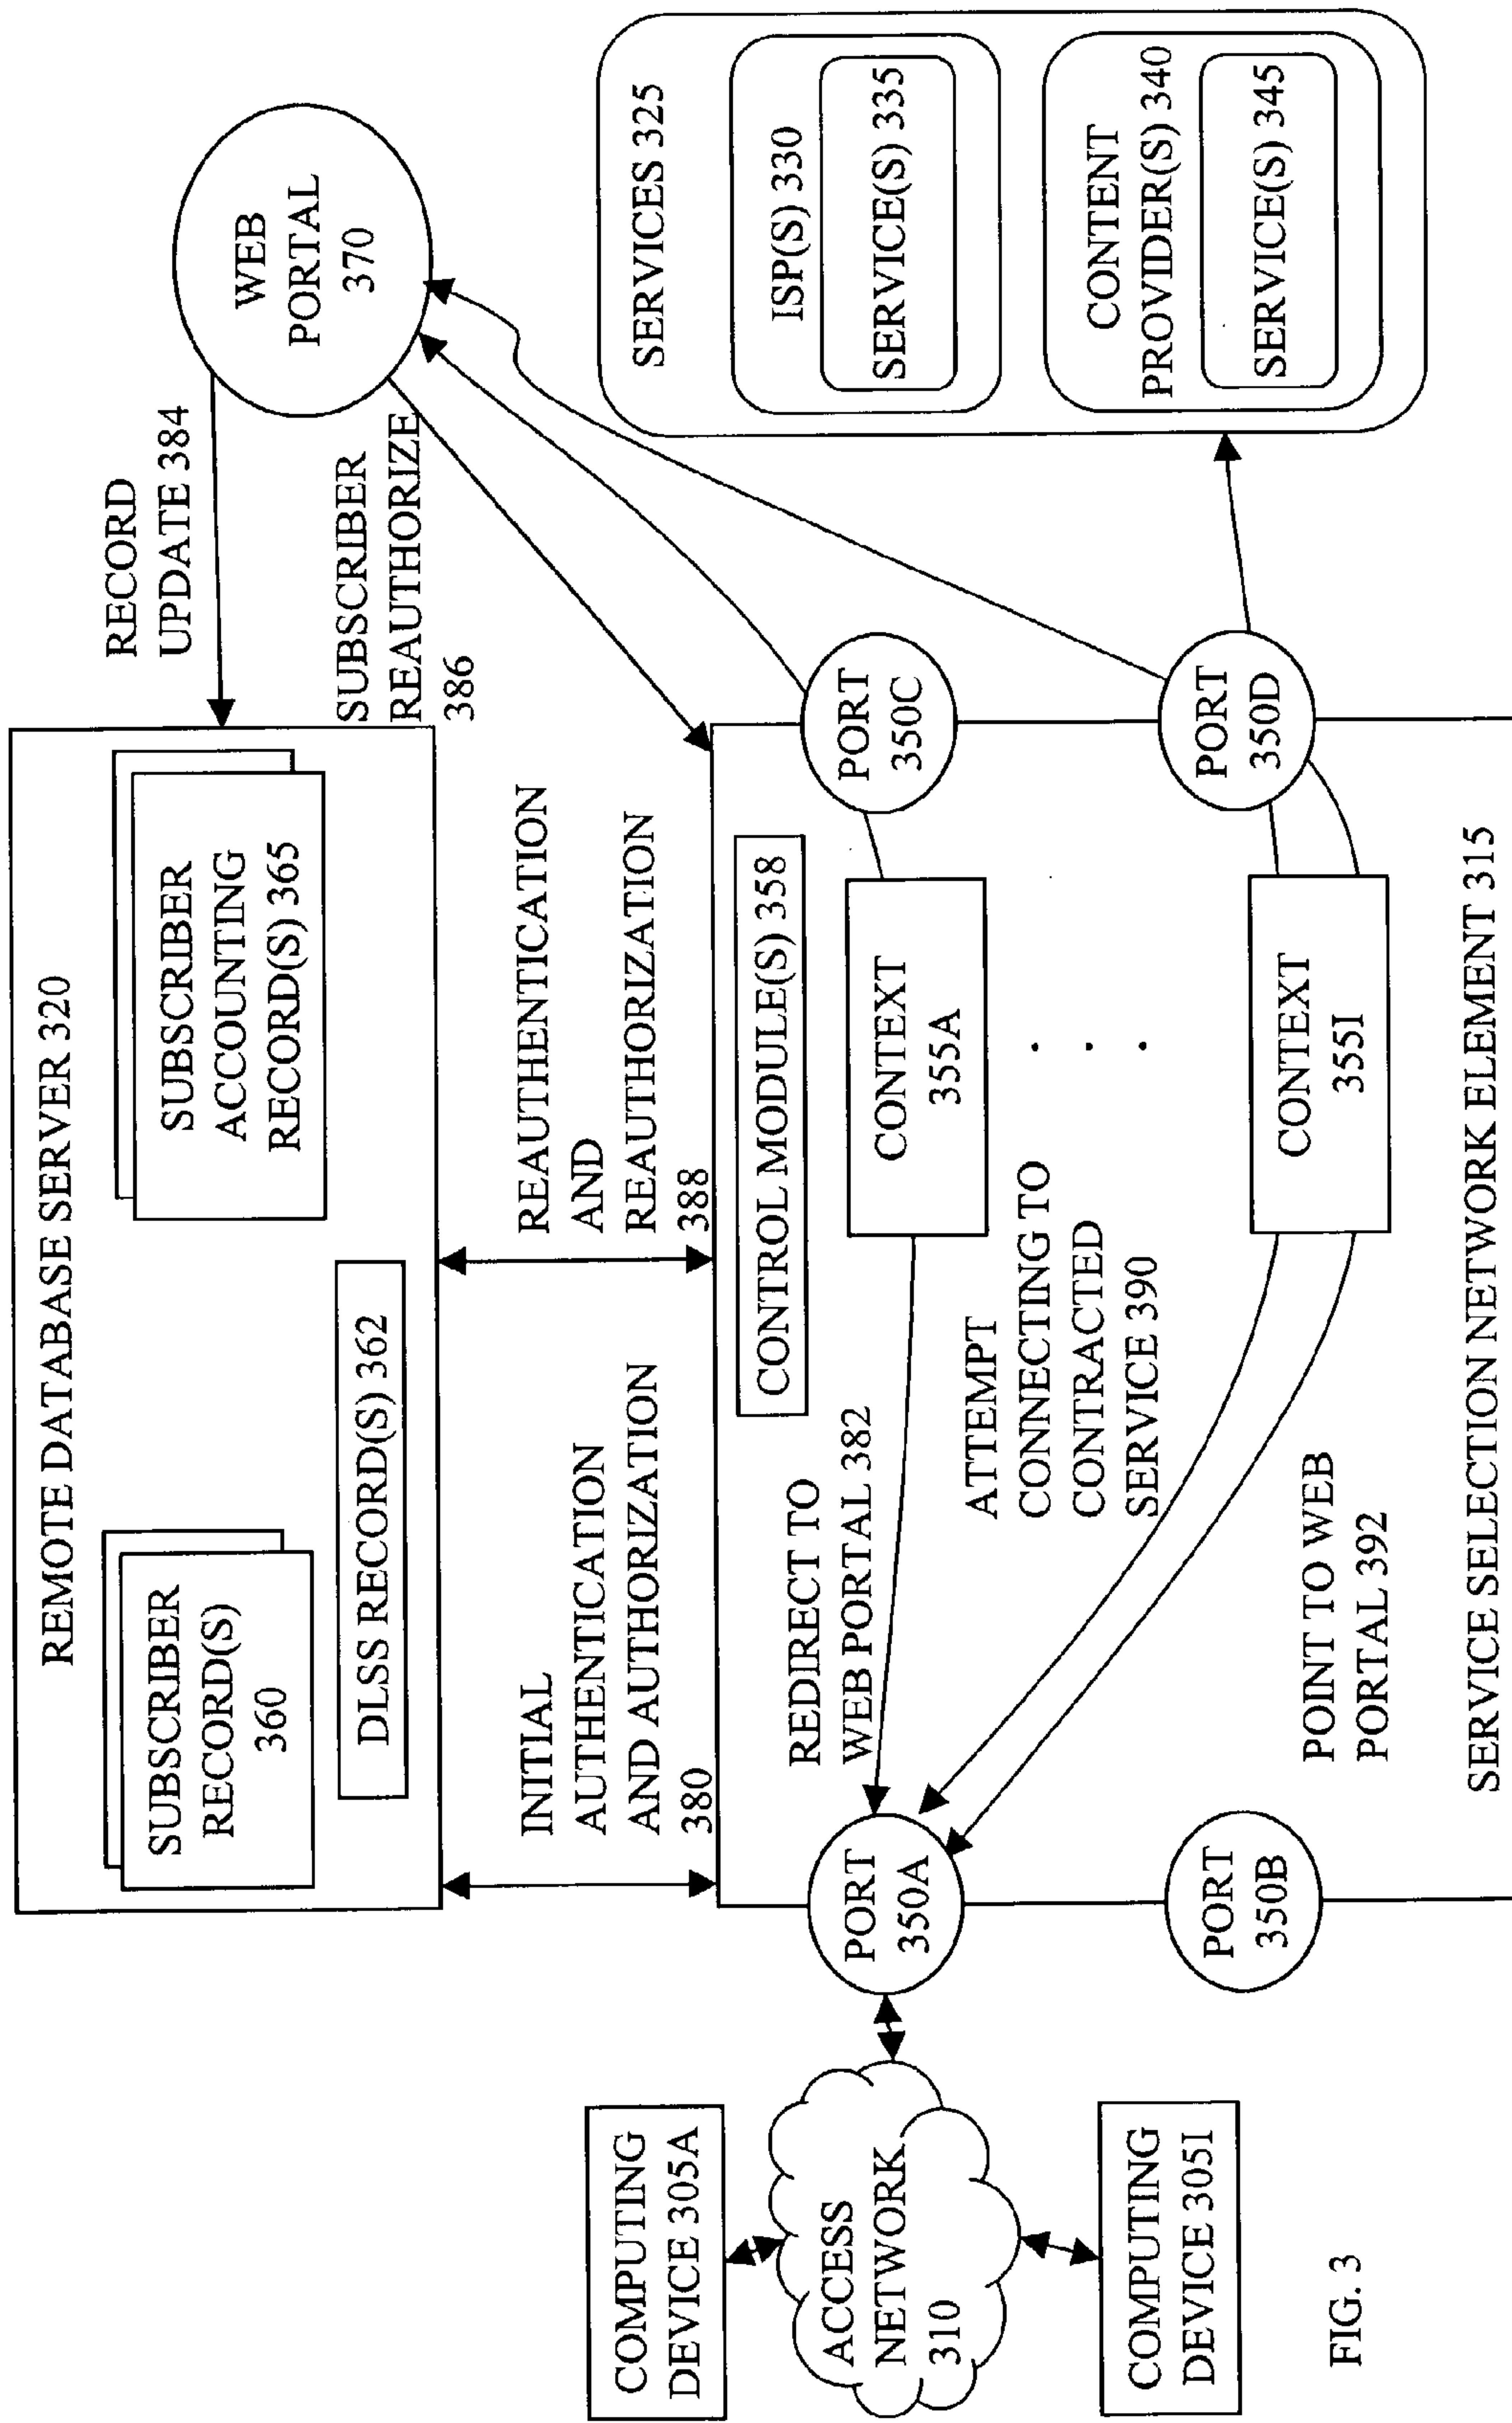 REMOTE DATABASE SERVER 320
SUBSCRIBER
RECORD(S)
360
SUBSCRIBER
ACCOUNTING
RECORD(S) 365
DLSS RECORD(S) 362
RECORD
UPDATE 384
WEB
PORTAL
370
SUBSCRIBER
REAUTHORIZE
386
INITIAL
AUTHENTICATION
AND AUTHORIZATION
380
REAUTHENTICATION
AND
REAUTHORIZATION
388
COMPUTING
DEVICE 305A
ACCESS
NETWORK
310
COMPUTING
DEVICE 305I
PORT
350A
PORT
350B
CONTROL MODULE(S) 358
REDIRECT TO
WEB PORTAL 382
CONTEXT
355A
ATTEMPT
CONNECTING TO
CONTRACTED
SERVICE 390
. . .
CONTEXT
355I
POINT TO WEB
PORTAL 392
PORT
350C
PORT
350D
SERVICE SELECTION NETWORK ELEMENT 315
SERVICES 325
ISP(S) 330
SERVICE(S) 335
CONTENT
PROVIDER(S) 340
SERVICE(S) 345
FIG. 3